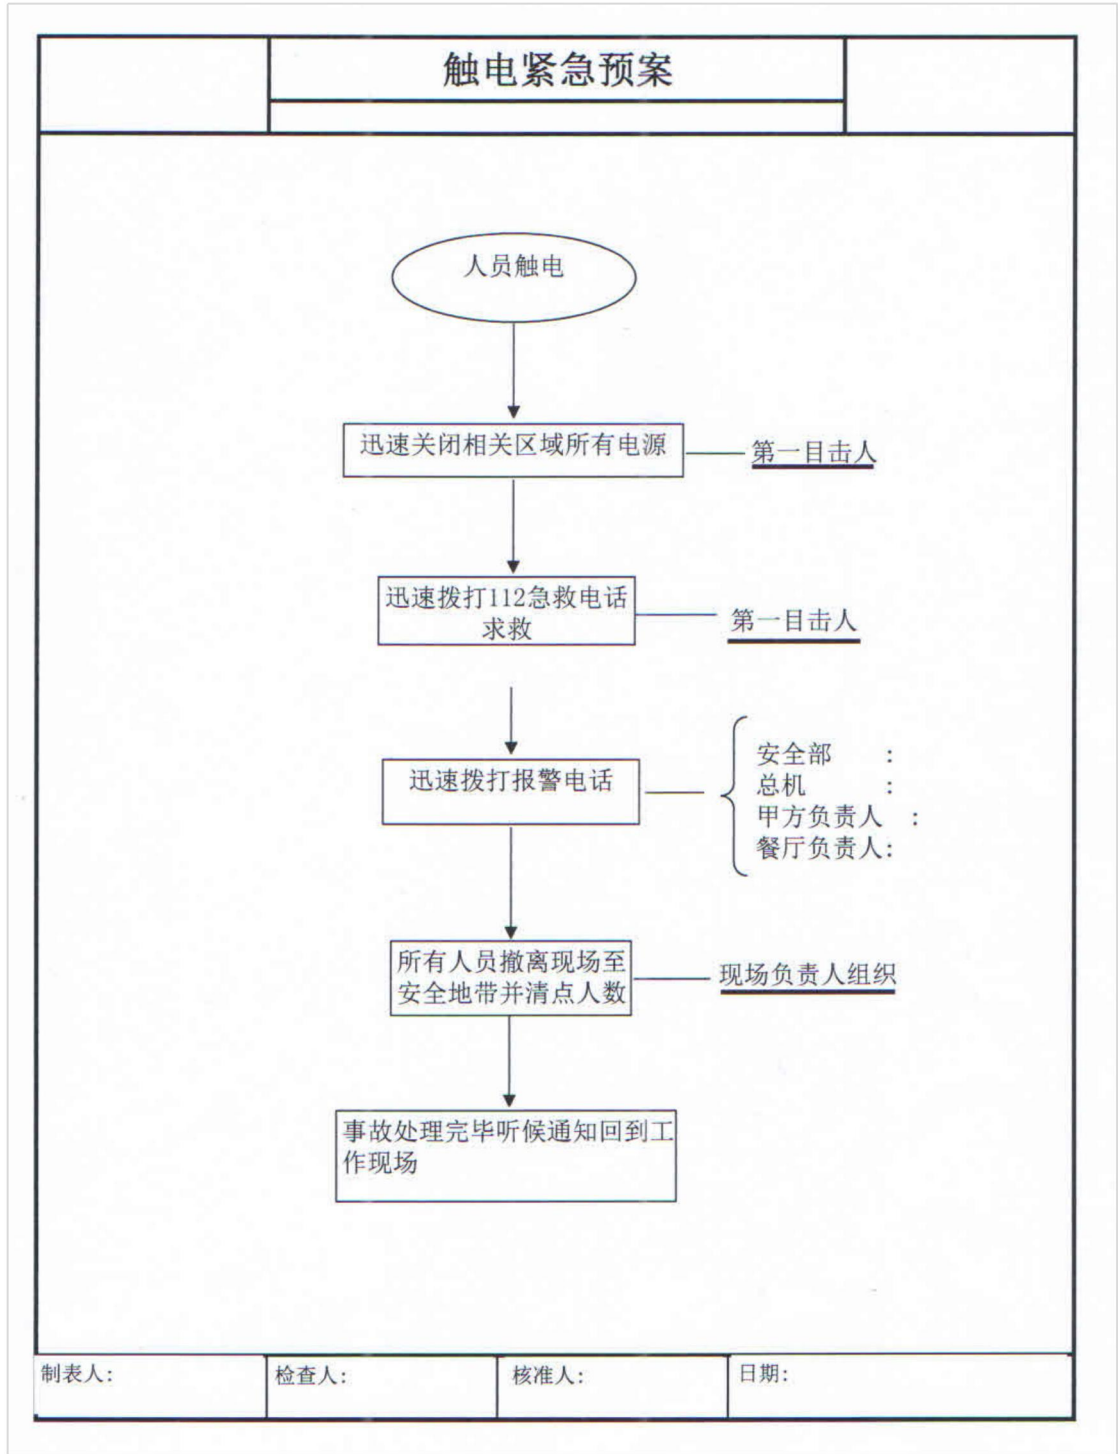 触电紧急预案
人员触电
迅速关闭相关区域所有电源
第一目击人
迅速拨打112急救电话
求救
第一目击人
迅速拨打报警电话
安全部 :
总机 :
甲方负责人 :
餐厅负责人:
所有人员撤离现场至
安全地带并清点人数
现场负责人组织
事故处理完毕听候通知回到工
作现场
制表人: 检查人: 核准人: 日期: